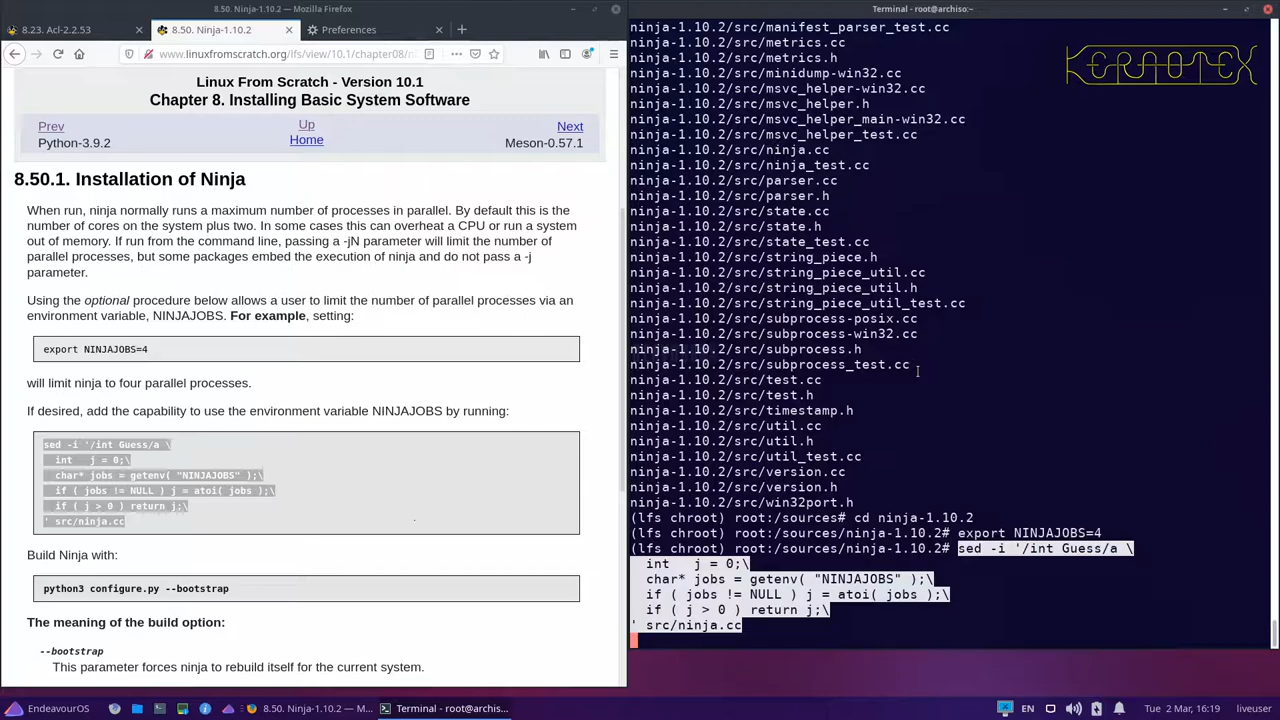 8.50. Ninja-1.10.2 — Mozilla Firefox
8.23. Acl-2.2.53
8.50. Ninja-1.10.2
Preferences
www.linuxfromscratch.org/lfs/view/10.1/chapter08/n
Linux From Scratch - Version 10.1
Chapter 8. Installing Basic System Software
Prev
Up
Next
Python-3.9.2
Home
Meson-0.57.1
8.50.1. Installation of Ninja
When run, ninja normally runs a maximum number of processes in parallel. By default this is the
number of cores on the system plus two. In some cases this can overheat a CPU or run a system
out of memory. If run from the command line, passing a -jN parameter will limit the number of
parallel processes, but some packages embed the execution of ninja and do not pass a -j
parameter.
Using the optional procedure below allows a user to limit the number of parallel processes via an
environment variable, NINJAJOBS. For example, setting:
export NINJAJOBS=4
will limit ninja to four parallel processes.
If desired, add the capability to use the environment variable NINJAJOBS by running:
sed -i '/int Guess/a \
  int   j = 0;\
  char* jobs = getenv( "NINJAJOBS" );\
  if ( jobs != NULL ) j = atoi( jobs );\
  if ( j > 0 ) return j;\
' src/ninja.cc
Build Ninja with:
python3 configure.py --bootstrap
The meaning of the build option:
--bootstrap
This parameter forces ninja to rebuild itself for the current system.
Terminal - root@archiso:~
KERNOTEX
ninja-1.10.2/src/manifest_parser_test.cc
ninja-1.10.2/src/metrics.cc
ninja-1.10.2/src/metrics.h
ninja-1.10.2/src/minidump-win32.cc
ninja-1.10.2/src/msvc_helper-win32.cc
ninja-1.10.2/src/msvc_helper.h
ninja-1.10.2/src/msvc_helper_main-win32.cc
ninja-1.10.2/src/msvc_helper_test.cc
ninja-1.10.2/src/ninja.cc
ninja-1.10.2/src/ninja_test.cc
ninja-1.10.2/src/parser.cc
ninja-1.10.2/src/parser.h
ninja-1.10.2/src/state.cc
ninja-1.10.2/src/state.h
ninja-1.10.2/src/state_test.cc
ninja-1.10.2/src/string_piece.h
ninja-1.10.2/src/string_piece_util.cc
ninja-1.10.2/src/string_piece_util.h
ninja-1.10.2/src/string_piece_util_test.cc
ninja-1.10.2/src/subprocess-posix.cc
ninja-1.10.2/src/subprocess-win32.cc
ninja-1.10.2/src/subprocess.h
ninja-1.10.2/src/subprocess_test.cc
ninja-1.10.2/src/test.cc
ninja-1.10.2/src/test.h
ninja-1.10.2/src/timestamp.h
ninja-1.10.2/src/util.cc
ninja-1.10.2/src/util.h
ninja-1.10.2/src/util_test.cc
ninja-1.10.2/src/version.cc
ninja-1.10.2/src/version.h
ninja-1.10.2/src/win32port.h
(lfs chroot) root:/sources# cd ninja-1.10.2
(lfs chroot) root:/sources/ninja-1.10.2# export NINJAJOBS=4
(lfs chroot) root:/sources/ninja-1.10.2# sed -i '/int Guess/a \
  int   j = 0;\
  char* jobs = getenv( "NINJAJOBS" );\
  if ( jobs != NULL ) j = atoi( jobs );\
  if ( j > 0 ) return j;\
' src/ninja.cc
EndeavourOS
8.50. Ninja-1.10.2 — M...
Terminal - root@archis...
EN
Tue 2 Mar, 16:19
liveuser